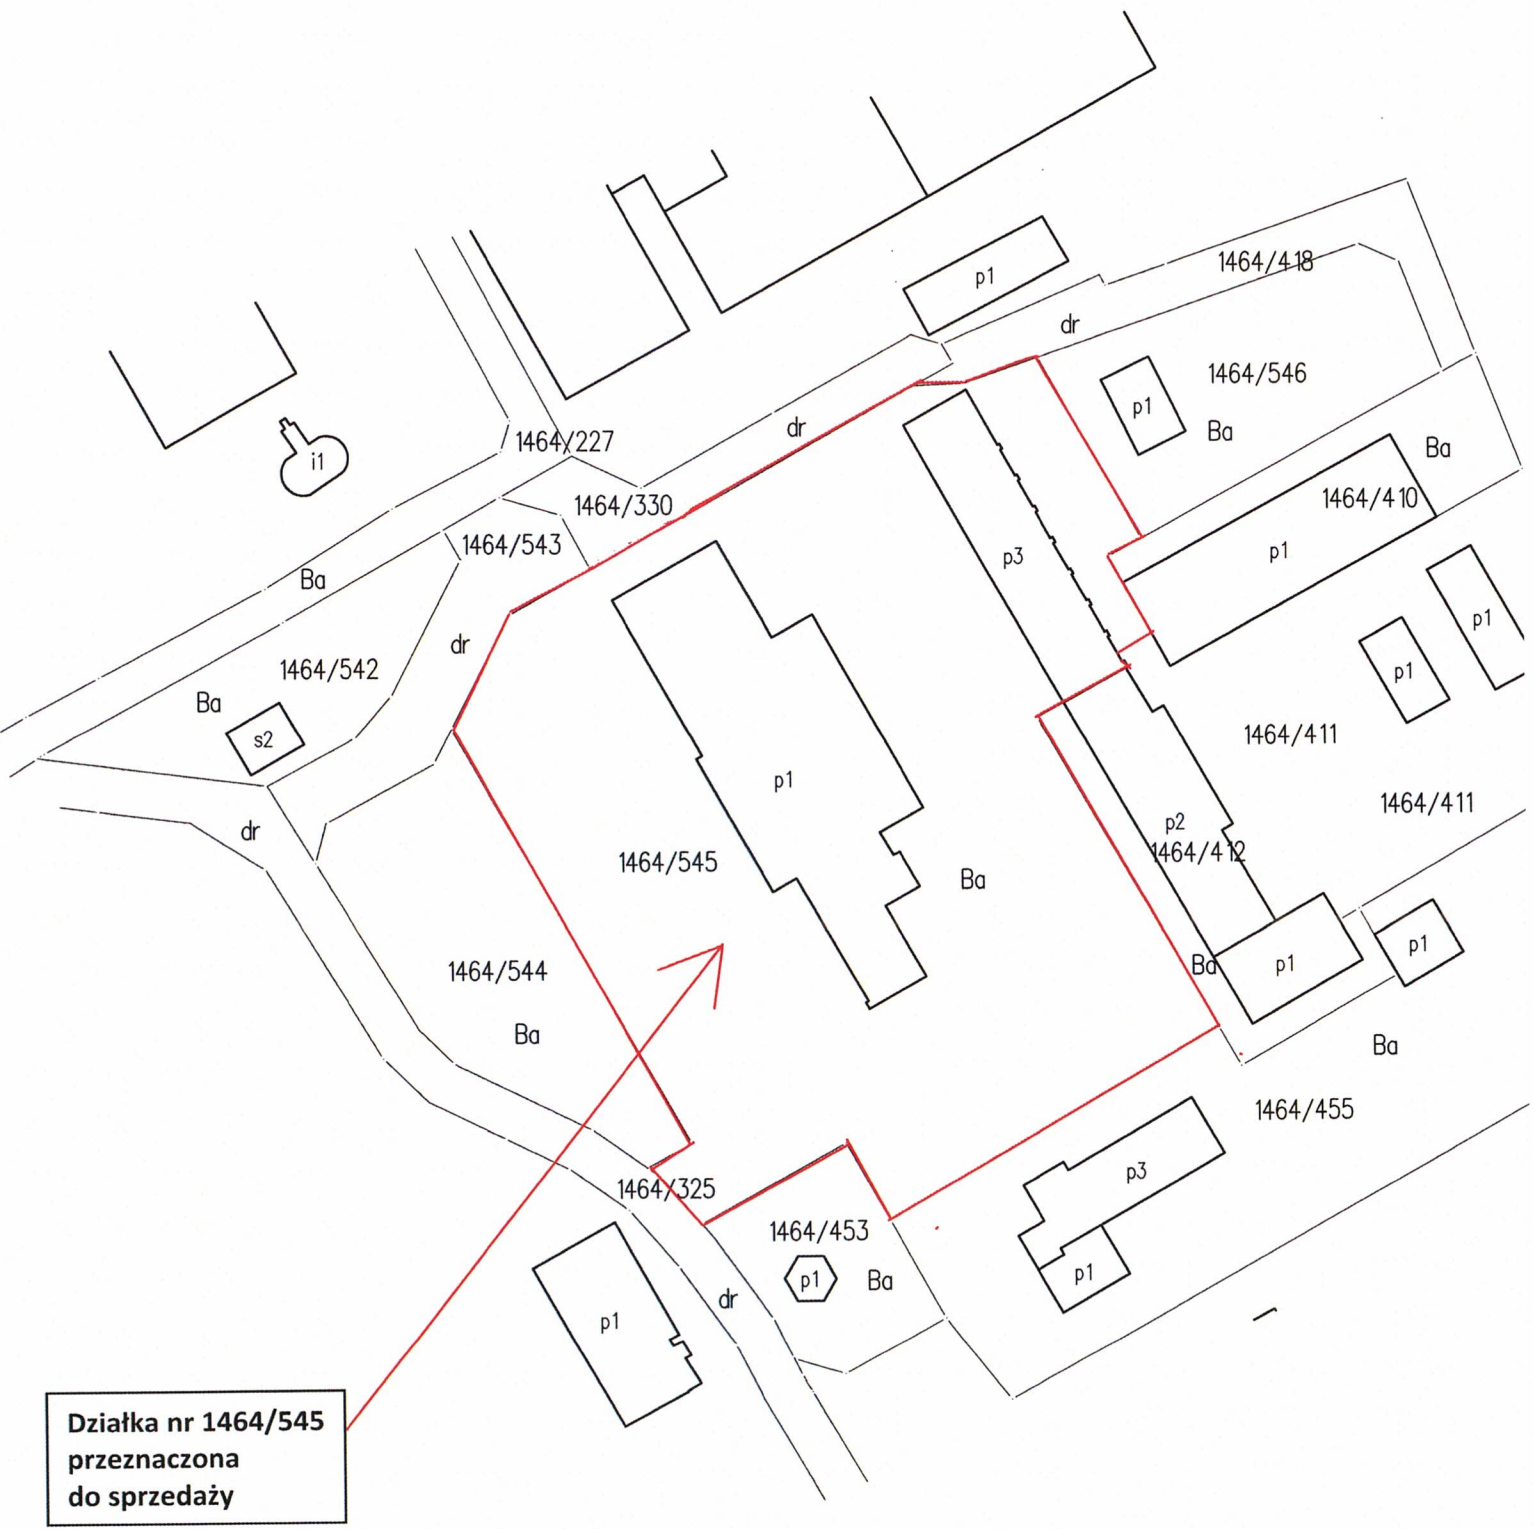 1464/418
p1
dr
1464/546
p1
Ba
Ba
dr
1464/227
i1
1464/330
1464/410
1464/543
p1
p3
Ba
p1
dr
1464/542
p1
Ba
s2
1464/411
p1
1464/411
dr
p2
1464/412
1464/545
Ba
p1
1464/544
Ba
p1
Ba
Ba
1464/455
p3
1464/325
1464/453
p1
Ba
p1
dr
p1
Działka nr 1464/545
przeznaczona
do sprzedaży